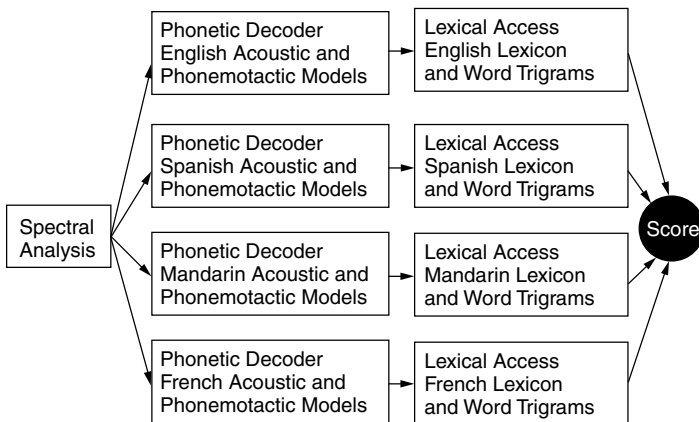 Phonetic Decoder
English Acoustic and
Phonemotactic Models
Lexical Access
English Lexicon
and Word Trigrams
Phonetic Decoder
Spanish Acoustic and
Phonemotactic Models
Lexical Access
Spanish Lexicon
and Word Trigrams
Spectral
Analysis
Score
Phonetic Decoder
Mandarin Acoustic and
Phonemotactic Models
Lexical Access
Mandarin Lexicon
and Word Trigrams
Phonetic Decoder
French Acoustic and
Phonemotactic Models
Lexical Access
French Lexicon
and Word Trigrams